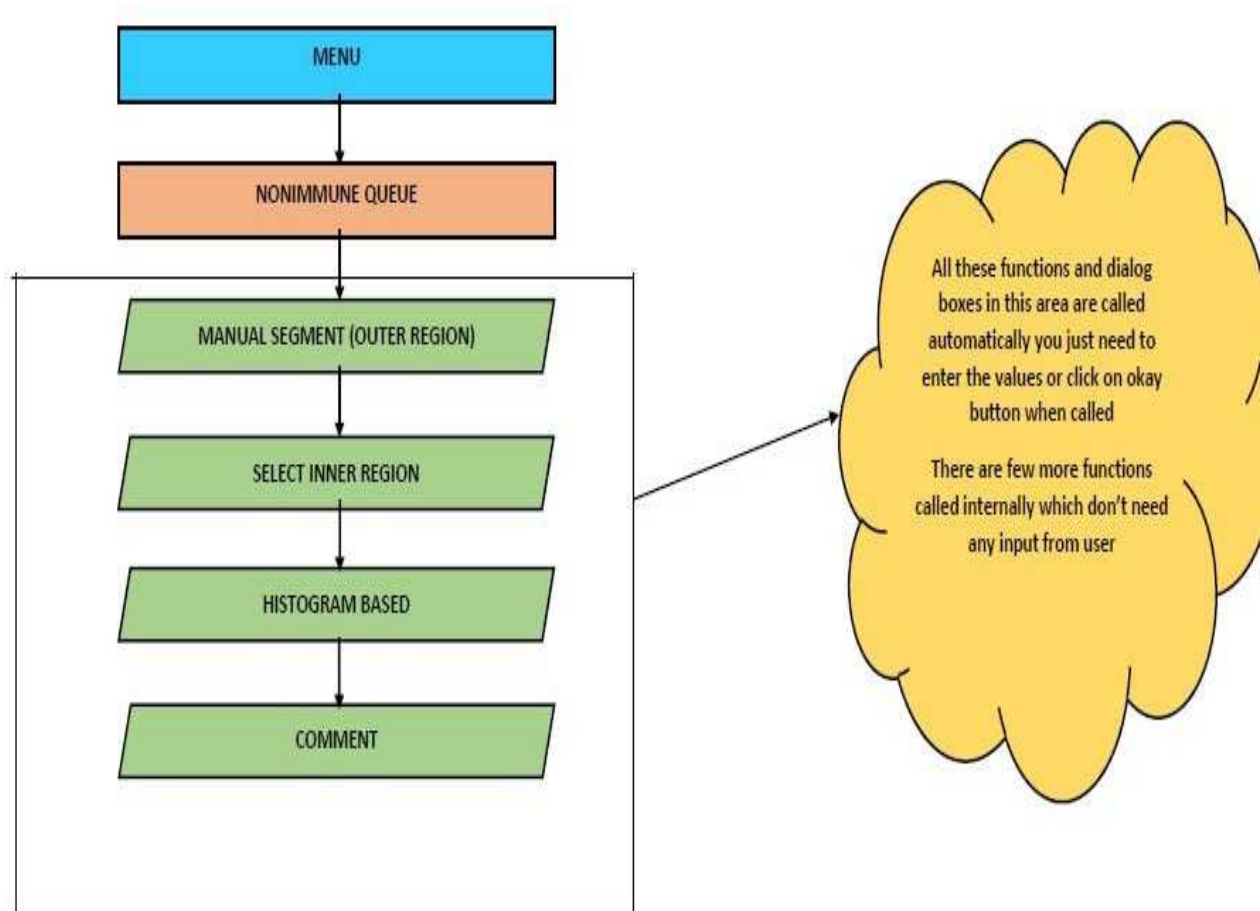 MENU
NONIMMUNE QUEUE
MANUAL SEGMENT (OUTER REGION)
SELECT INNER REGION
HISTOGRAM BASED
COMMENT
All these functions and dialog
boxes in this area are called
automatically you just need to
enter the values or click on okay
button when called
There are few more functions
called internally which don't need
any input from user